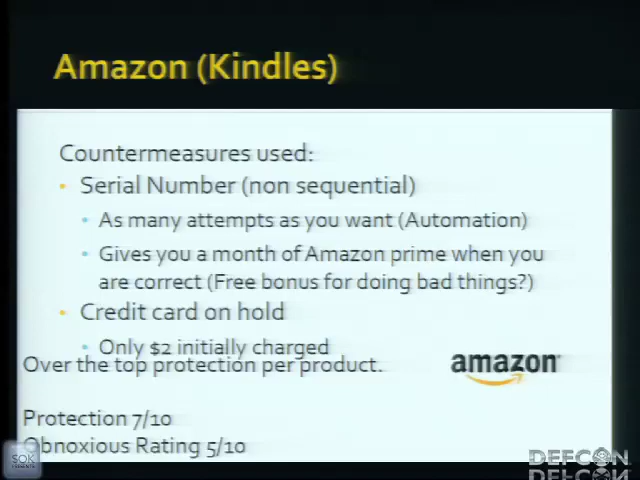 Amazon (Kindles)
Countermeasures used:
Serial Number (non sequential)
As many attempts as you want (Automation)
Gives you a month of Amazon prime when you
are correct (Free bonus for doing bad things?)
Credit card on hold
Only $2 initially charged
Over the top protection per product.
amazon
Protection 7/10
Obnoxious Rating 5/10
SOK
DEFCON